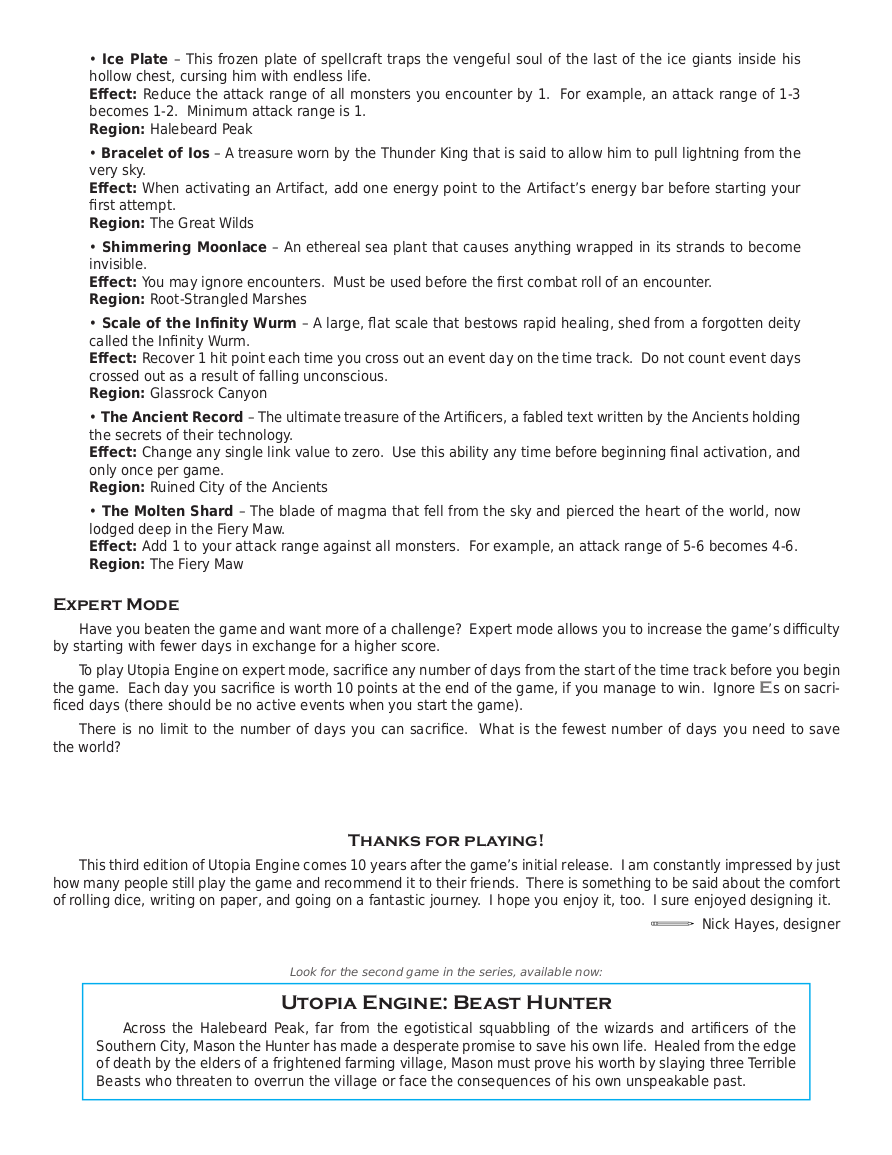 • Ice Plate – This frozen plate of spellcraft traps the vengeful soul of the last of the ice giants inside his
hollow chest, cursing him with endless life.
Effect: Reduce the attack range of all monsters you encounter by 1. For example, an attack range of 1-3
becomes 1-2. Minimum attack range is 1.
Region: Halebeard Peak
• Bracelet of Ios – A treasure worn by the Thunder King that is said to allow him to pull lightning from the
very sky.
Effect: When activating an Artifact, add one energy point to the Artifact’s energy bar before starting your
first attempt.
Region: The Great Wilds
• Shimmering Moonlace – An ethereal sea plant that causes anything wrapped in its strands to become
invisible.
Effect: You may ignore encounters. Must be used before the first combat roll of an encounter.
Region: Root-Strangled Marshes
• Scale of the Infinity Wurm – A large, flat scale that bestows rapid healing, shed from a forgotten deity
called the Infinity Wurm.
Effect: Recover 1 hit point each time you cross out an event day on the time track. Do not count event days
crossed out as a result of falling unconscious.
Region: Glassrock Canyon
• The Ancient Record – The ultimate treasure of the Artificers, a fabled text written by the Ancients holding
the secrets of their technology.
Effect: Change any single link value to zero. Use this ability any time before beginning final activation, and
only once per game.
Region: Ruined City of the Ancients
• The Molten Shard – The blade of magma that fell from the sky and pierced the heart of the world, now
lodged deep in the Fiery Maw.
Effect: Add 1 to your attack range against all monsters. For example, an attack range of 5-6 becomes 4-6.
Region: The Fiery Maw
Expert Mode
Have you beaten the game and want more of a challenge? Expert mode allows you to increase the game’s difficulty
by starting with fewer days in exchange for a higher score.
To play Utopia Engine on expert mode, sacrifice any number of days from the start of the time track before you begin
the game. Each day you sacrifice is worth 10 points at the end of the game, if you manage to win. Ignore Es on sacri-
ficed days (there should be no active events when you start the game).
There is no limit to the number of days you can sacrifice. What is the fewest number of days you need to save
the world?
Thanks for playing!
This third edition of Utopia Engine comes 10 years after the game’s initial release. I am constantly impressed by just
how many people still play the game and recommend it to their friends. There is something to be said about the comfort
of rolling dice, writing on paper, and going on a fantastic journey. I hope you enjoy it, too. I sure enjoyed designing it.
Nick Hayes, designer
Look for the second game in the series, available now:
Utopia Engine: Beast Hunter
Across the Halebeard Peak, far from the egotistical squabbling of the wizards and artificers of the
Southern City, Mason the Hunter has made a desperate promise to save his own life. Healed from the edge
of death by the elders of a frightened farming village, Mason must prove his worth by slaying three Terrible
Beasts who threaten to overrun the village or face the consequences of his own unspeakable past.